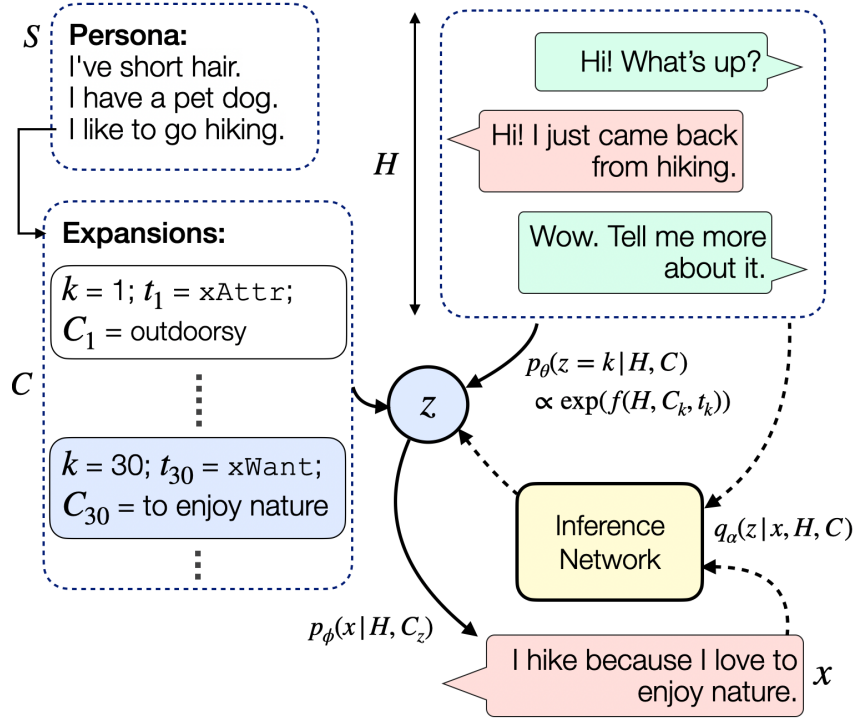 S
Persona:
I've short hair.
I have a pet dog.
I like to go hiking.
H
Hi! What's up?
Hi! I just came back
from hiking.
Wow. Tell me more
about it.
C
Expansions:
k = 1; t₁ = xAttr;
C₁ = outdoorsy
k = 30; t₃₀ = xWant;
C₃₀ = to enjoy nature
z
pθ(z = k|H, C)
∝ exp(f(H, Cₖ, tₖ))
Inference
Network
qα(z|x, H, C)
pϕ(x|H, C_z)
I hike because I love to
enjoy nature.
x